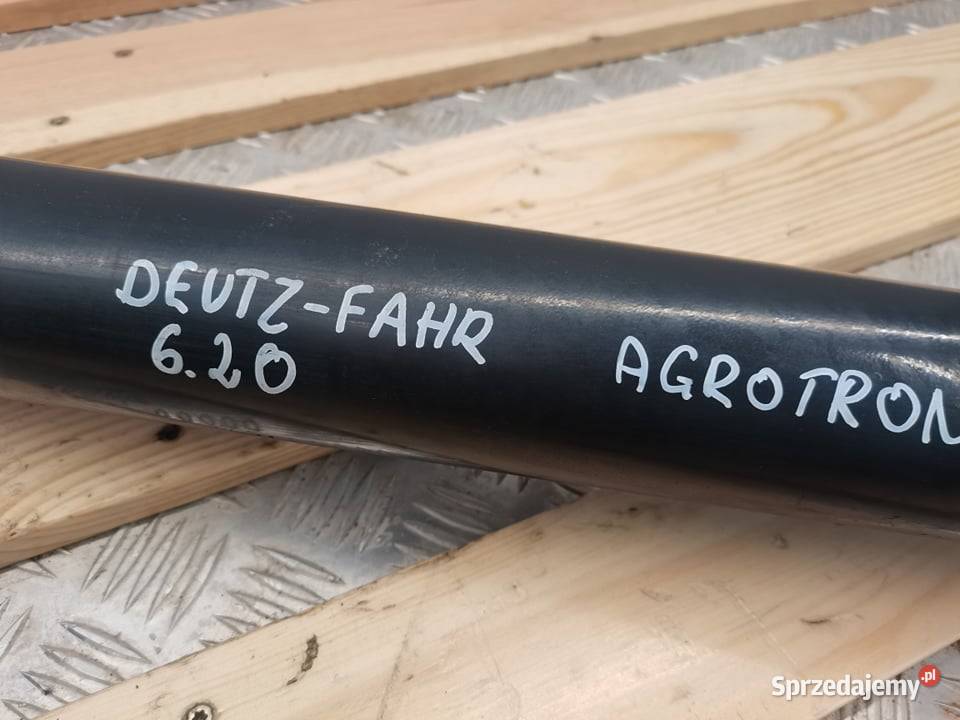 DEUTZ-FAHR AGROTRON
6.20
Sprzedajemy.pl